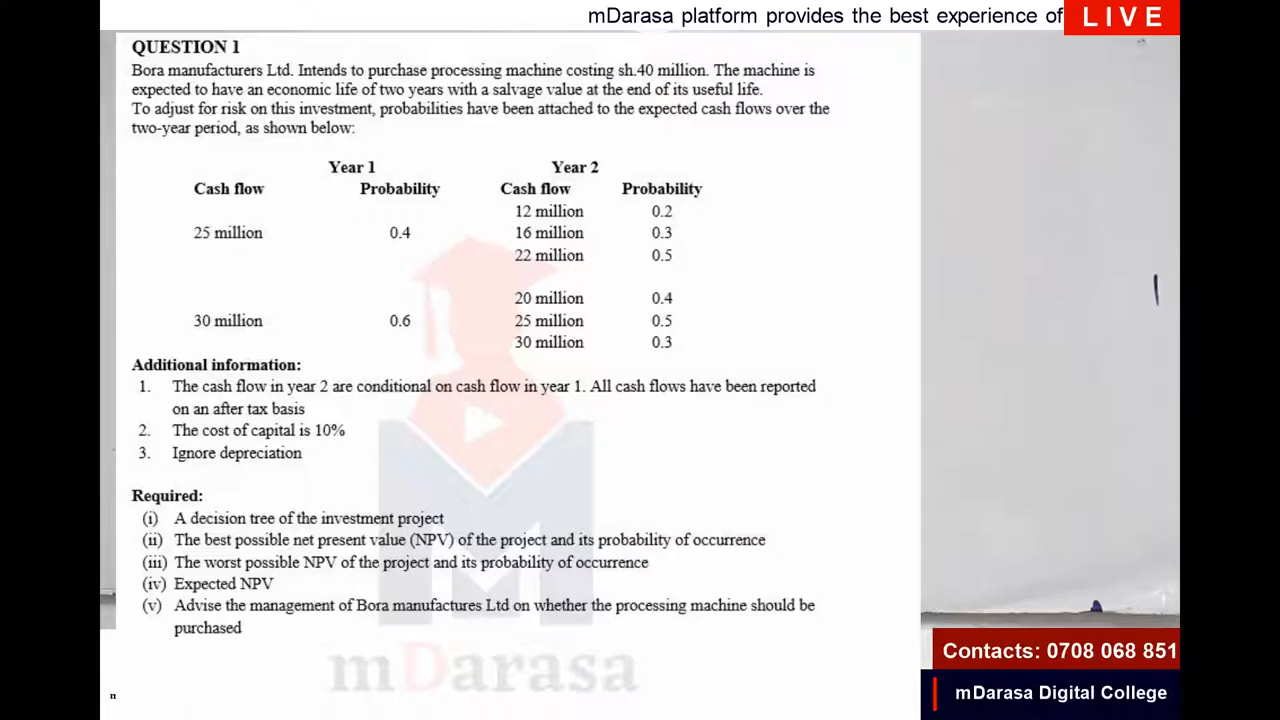 mDarasa platform provides the best experience of
LIVE
QUESTION 1
Bora manufacturers Ltd. Intends to purchase processing machine costing sh.40 million. The machine is
expected to have an economic life of two years with a salvage value at the end of its useful life.
To adjust for risk on this investment, probabilities have been attached to the expected cash flows over the
two-year period, as shown below:
Year 1 Year 2
Cash flow Probability Cash flow Probability
12 million 0.2
25 million 0.4 16 million 0.3
22 million 0.5
20 million 0.4
30 million 0.6 25 million 0.5
30 million 0.3
Additional information:
1. The cash flow in year 2 are conditional on cash flow in year 1. All cash flows have been reported
on an after tax basis
2. The cost of capital is 10%
3. Ignore depreciation
Required:
(i) A decision tree of the investment project
(ii) The best possible net present value (NPV) of the project and its probability of occurrence
(iii) The worst possible NPV of the project and its probability of occurrence
(iv) Expected NPV
(v) Advise the management of Bora manufactures Ltd on whether the processing machine should be
purchased
mDarasa
Contacts: 0708 068 851
mDarasa Digital College
n